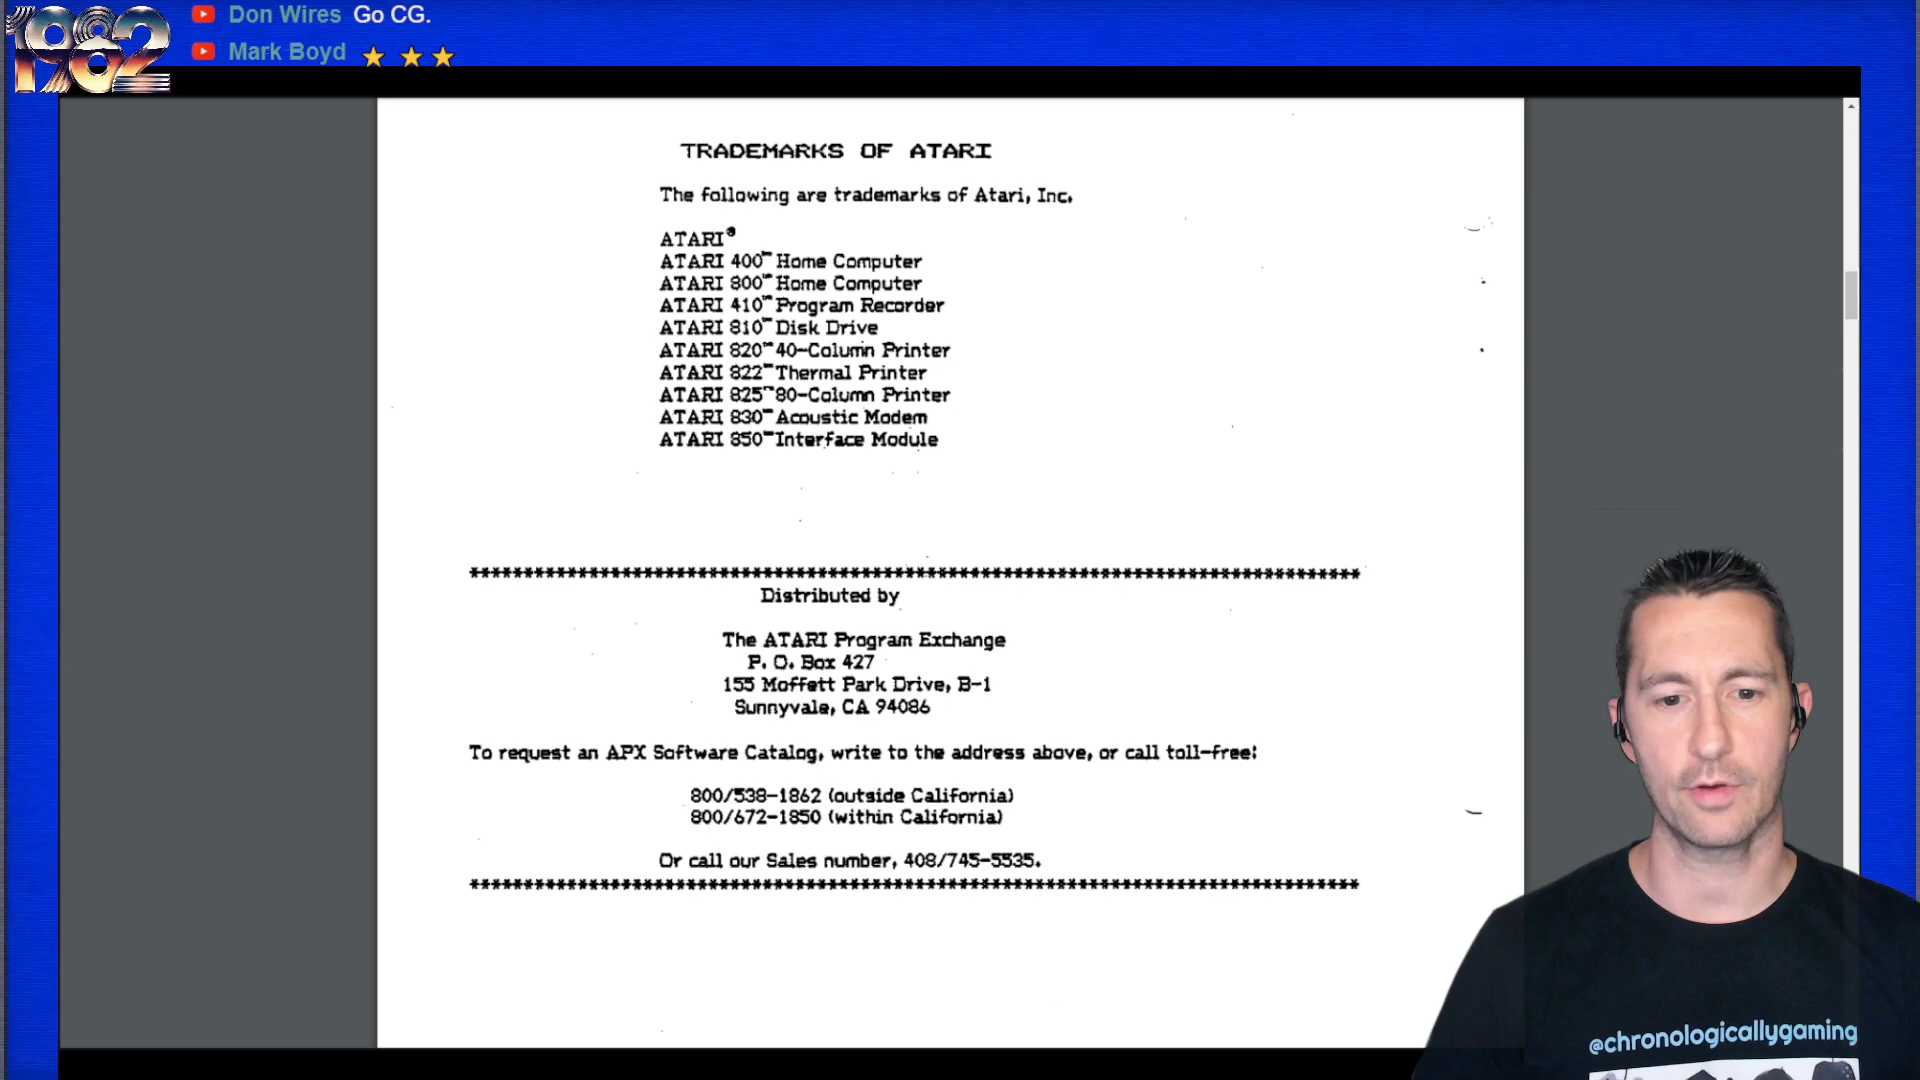 1982
Don Wires Go CG.
Mark Boyd
TRADEMARKS OF ATARI
The following are trademarks of Atari, Inc.
ATARI®
ATARI 400™ Home Computer
ATARI 800™ Home Computer
ATARI 410™ Program Recorder
ATARI 810™ Disk Drive
ATARI 820™ 40-Column Printer
ATARI 822™ Thermal Printer
ATARI 825™ 80-Column Printer
ATARI 830™ Acoustic Modem
ATARI 850™ Interface Module
****************************************************************************************
Distributed by
The ATARI Program Exchange
P. O. Box 427
155 Moffett Park Drive, B-1
Sunnyvale, CA 94086
To request an APX Software Catalog, write to the address above, or call toll-free:
800/538-1862 (outside California)
800/672-1850 (within California)
Or call our Sales number, 408/745-5535.
****************************************************************************************
@chronologicallygaming